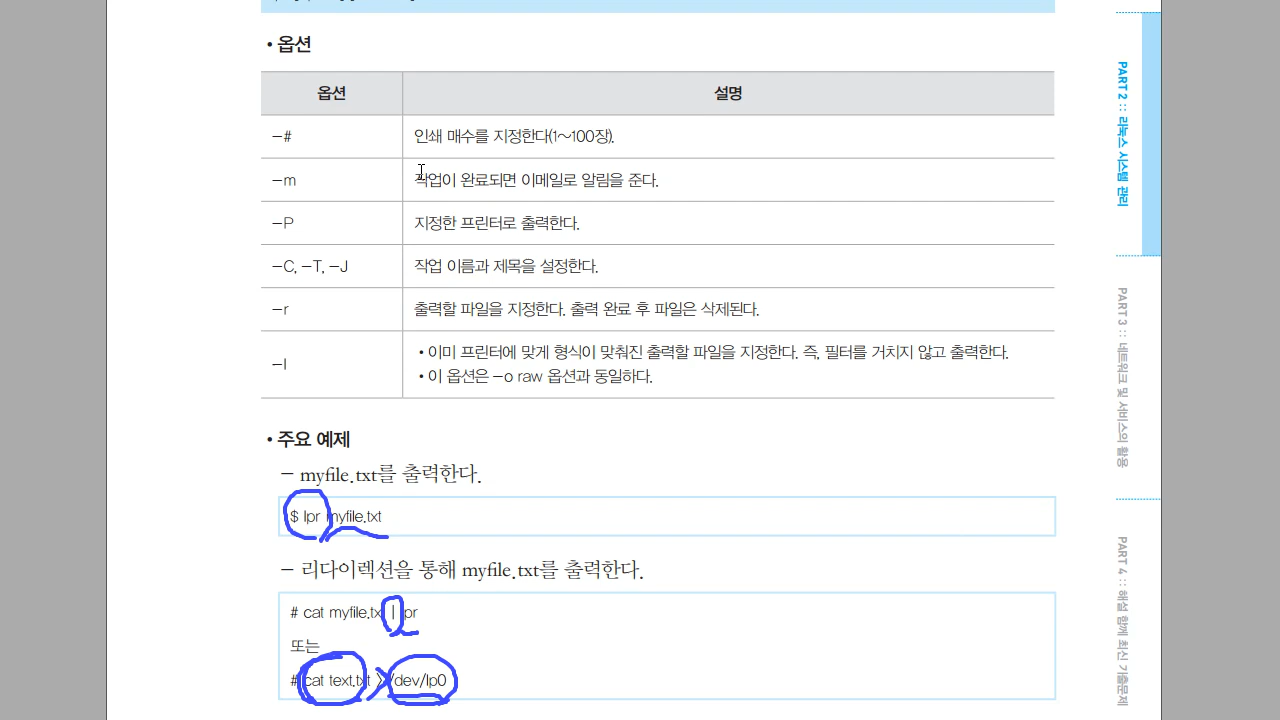 • 옵션
옵션 설명
-# 인쇄 매수를 지정한다(1~100장).
-m 작업이 완료되면 이메일로 알림을 준다.
-P 지정한 프린터로 출력한다.
-C, -T, -J 작업 이름과 제목을 설정한다.
-r 출력할 파일을 지정한다. 출력 완료 후 파일은 삭제된다.
-l
• 이미 프린터에 맞게 형식이 맞춰진 출력할 파일을 지정한다. 즉, 필터를 거치지 않고 출력한다.
• 이 옵션은 -o raw 옵션과 동일하다.
• 주요 예제
- myfile.txt를 출력한다.
$ lpr myfile.txt
- 리다이렉션을 통해 myfile.txt를 출력한다.
# cat myfile.txt | lpr
또는
# cat text.txt > /dev/lp0
PART 2 :: 리눅스 시스템 관리
PART 3 :: 네트워크 및 서비스의 활용
PART 4 :: 해설 함께 최신 기출문제